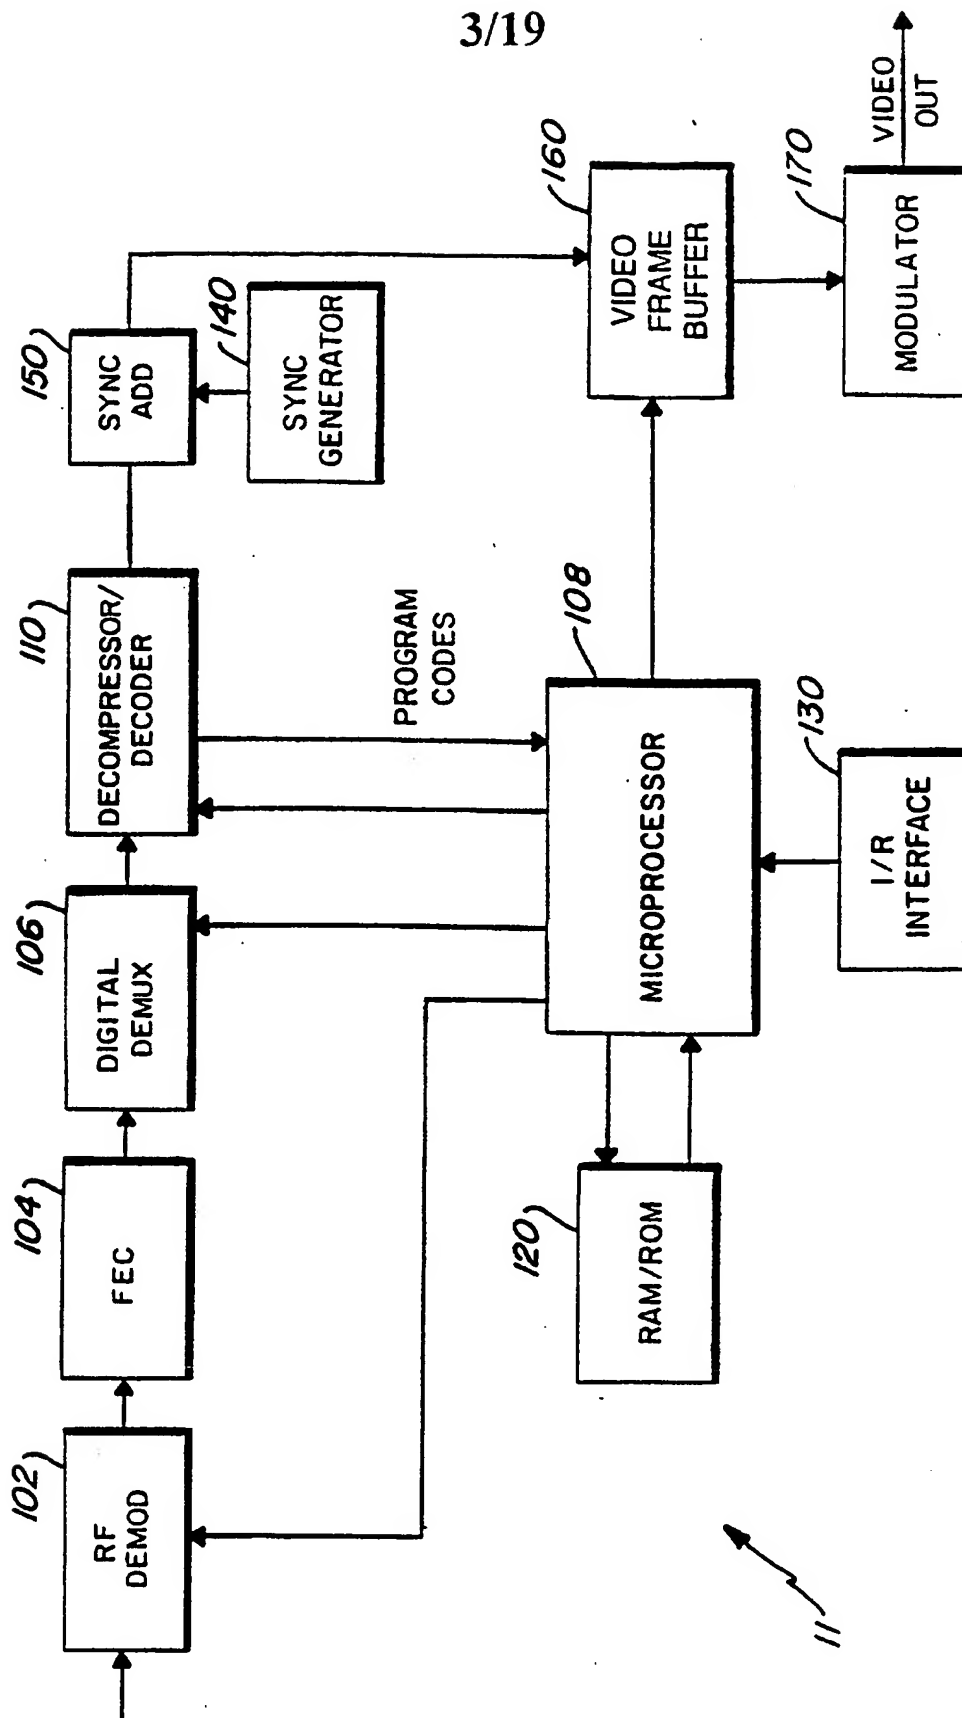 3/19
102
RF
DEMOD
104
FEC
106
DIGITAL
DEMUX
110
DECOMPRESSOR/
DECODER
150
SYNC
ADD
140
SYNC
GENERATOR
PROGRAM
CODES
120
RAM/ROM
108
MICROPROCESSOR
160
VIDEO
FRAME
BUFFER
130
I/R
INTERFACE
170
MODULATOR
VIDEO
OUT
11